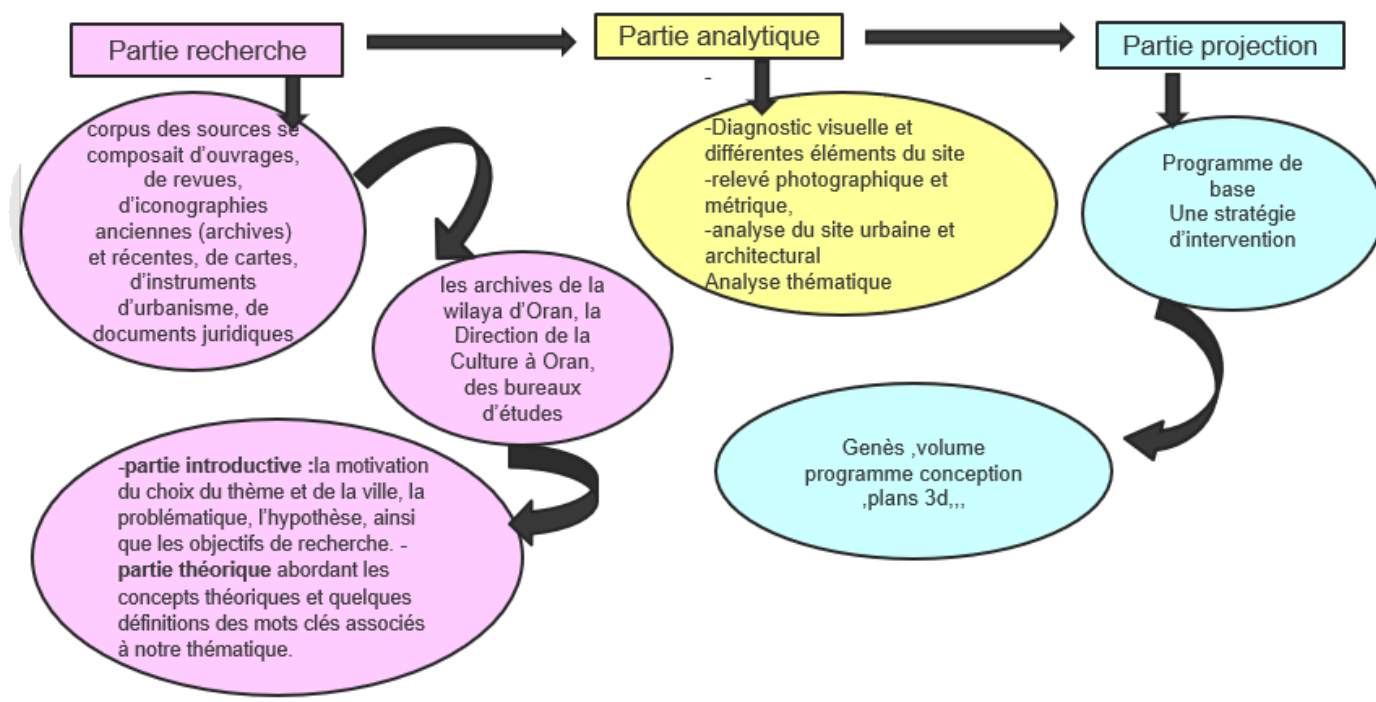 Partie recherche
Partie analytique
Partie projection
corpus des sources se
composait d'ouvrages,
de revues,
d'iconographies
anciennes (archives)
et récentes, de cartes,
d'instruments
d'urbanisme, de
documents juridiques
les archives de la
wilaya d'Oran, la
Direction de la
Culture à Oran,
des bureaux
d'études
-partie introductive :la motivation
du choix du thème et de la ville, la
problématique, l'hypothèse, ainsi
que les objectifs de recherche. -
partie théorique abordant les
concepts théoriques et quelques
définitions des mots clés associés
à notre thématique.
-
-Diagnostic visuelle et
différentes éléments du site
-relevé photographique et
métrique,
-analyse du site urbaine et
architectural
Analyse thématique
Programme de
base
Une stratégie
d'intervention
Genès ,volume
programme conception
,plans 3d,,,